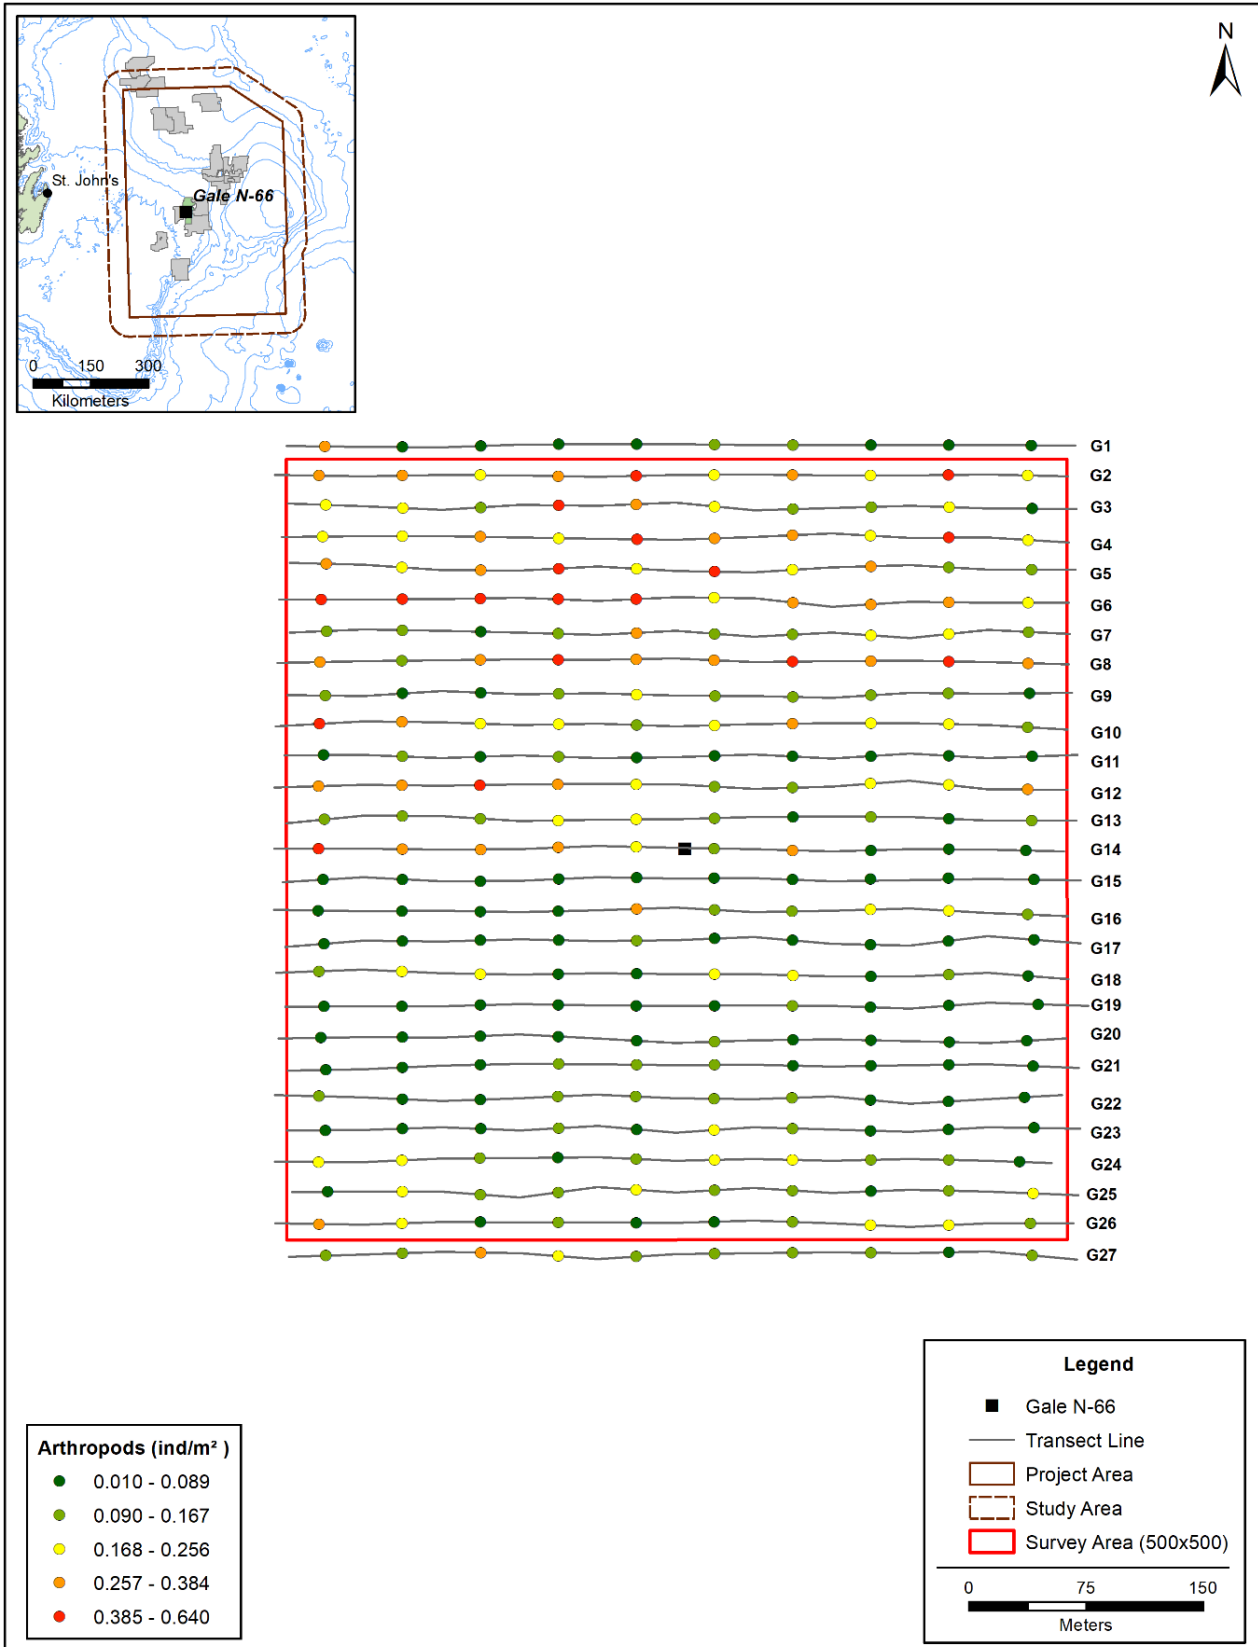 N
St. John's
Gale N-66
0 150 300
Kilometers
G1
G2
G3
G4
G5
G6
G7
G8
G9
G10
G11
G12
G13
G14
G15
G16
G17
G18
G19
G20
G21
G22
G23
G24
G25
G26
G27
Legend
Gale N-66
Transect Line
Project Area
Study Area
Survey Area (500x500)
0 75 150
Meters
Arthropods (ind/m² )
0.010 - 0.089
0.090 - 0.167
0.168 - 0.256
0.257 - 0.384
0.385 - 0.640